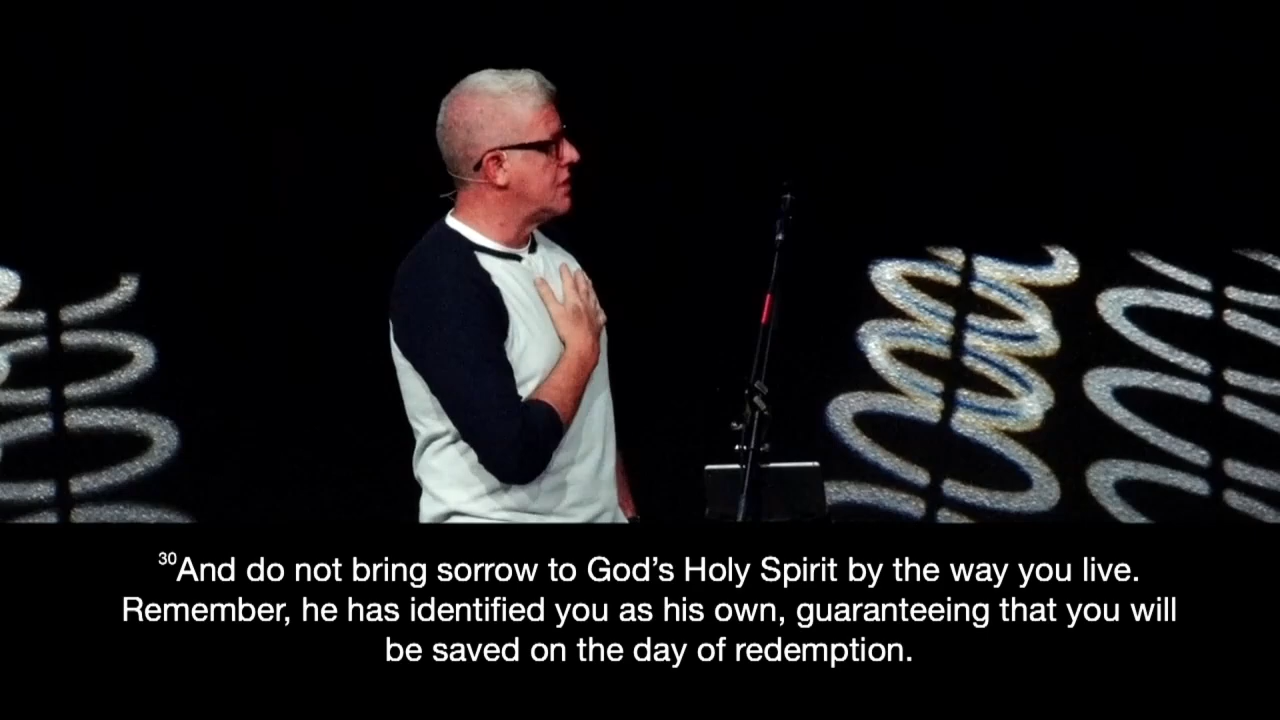 30And do not bring sorrow to God’s Holy Spirit by the way you live.
Remember, he has identified you as his own, guaranteeing that you will
be saved on the day of redemption.